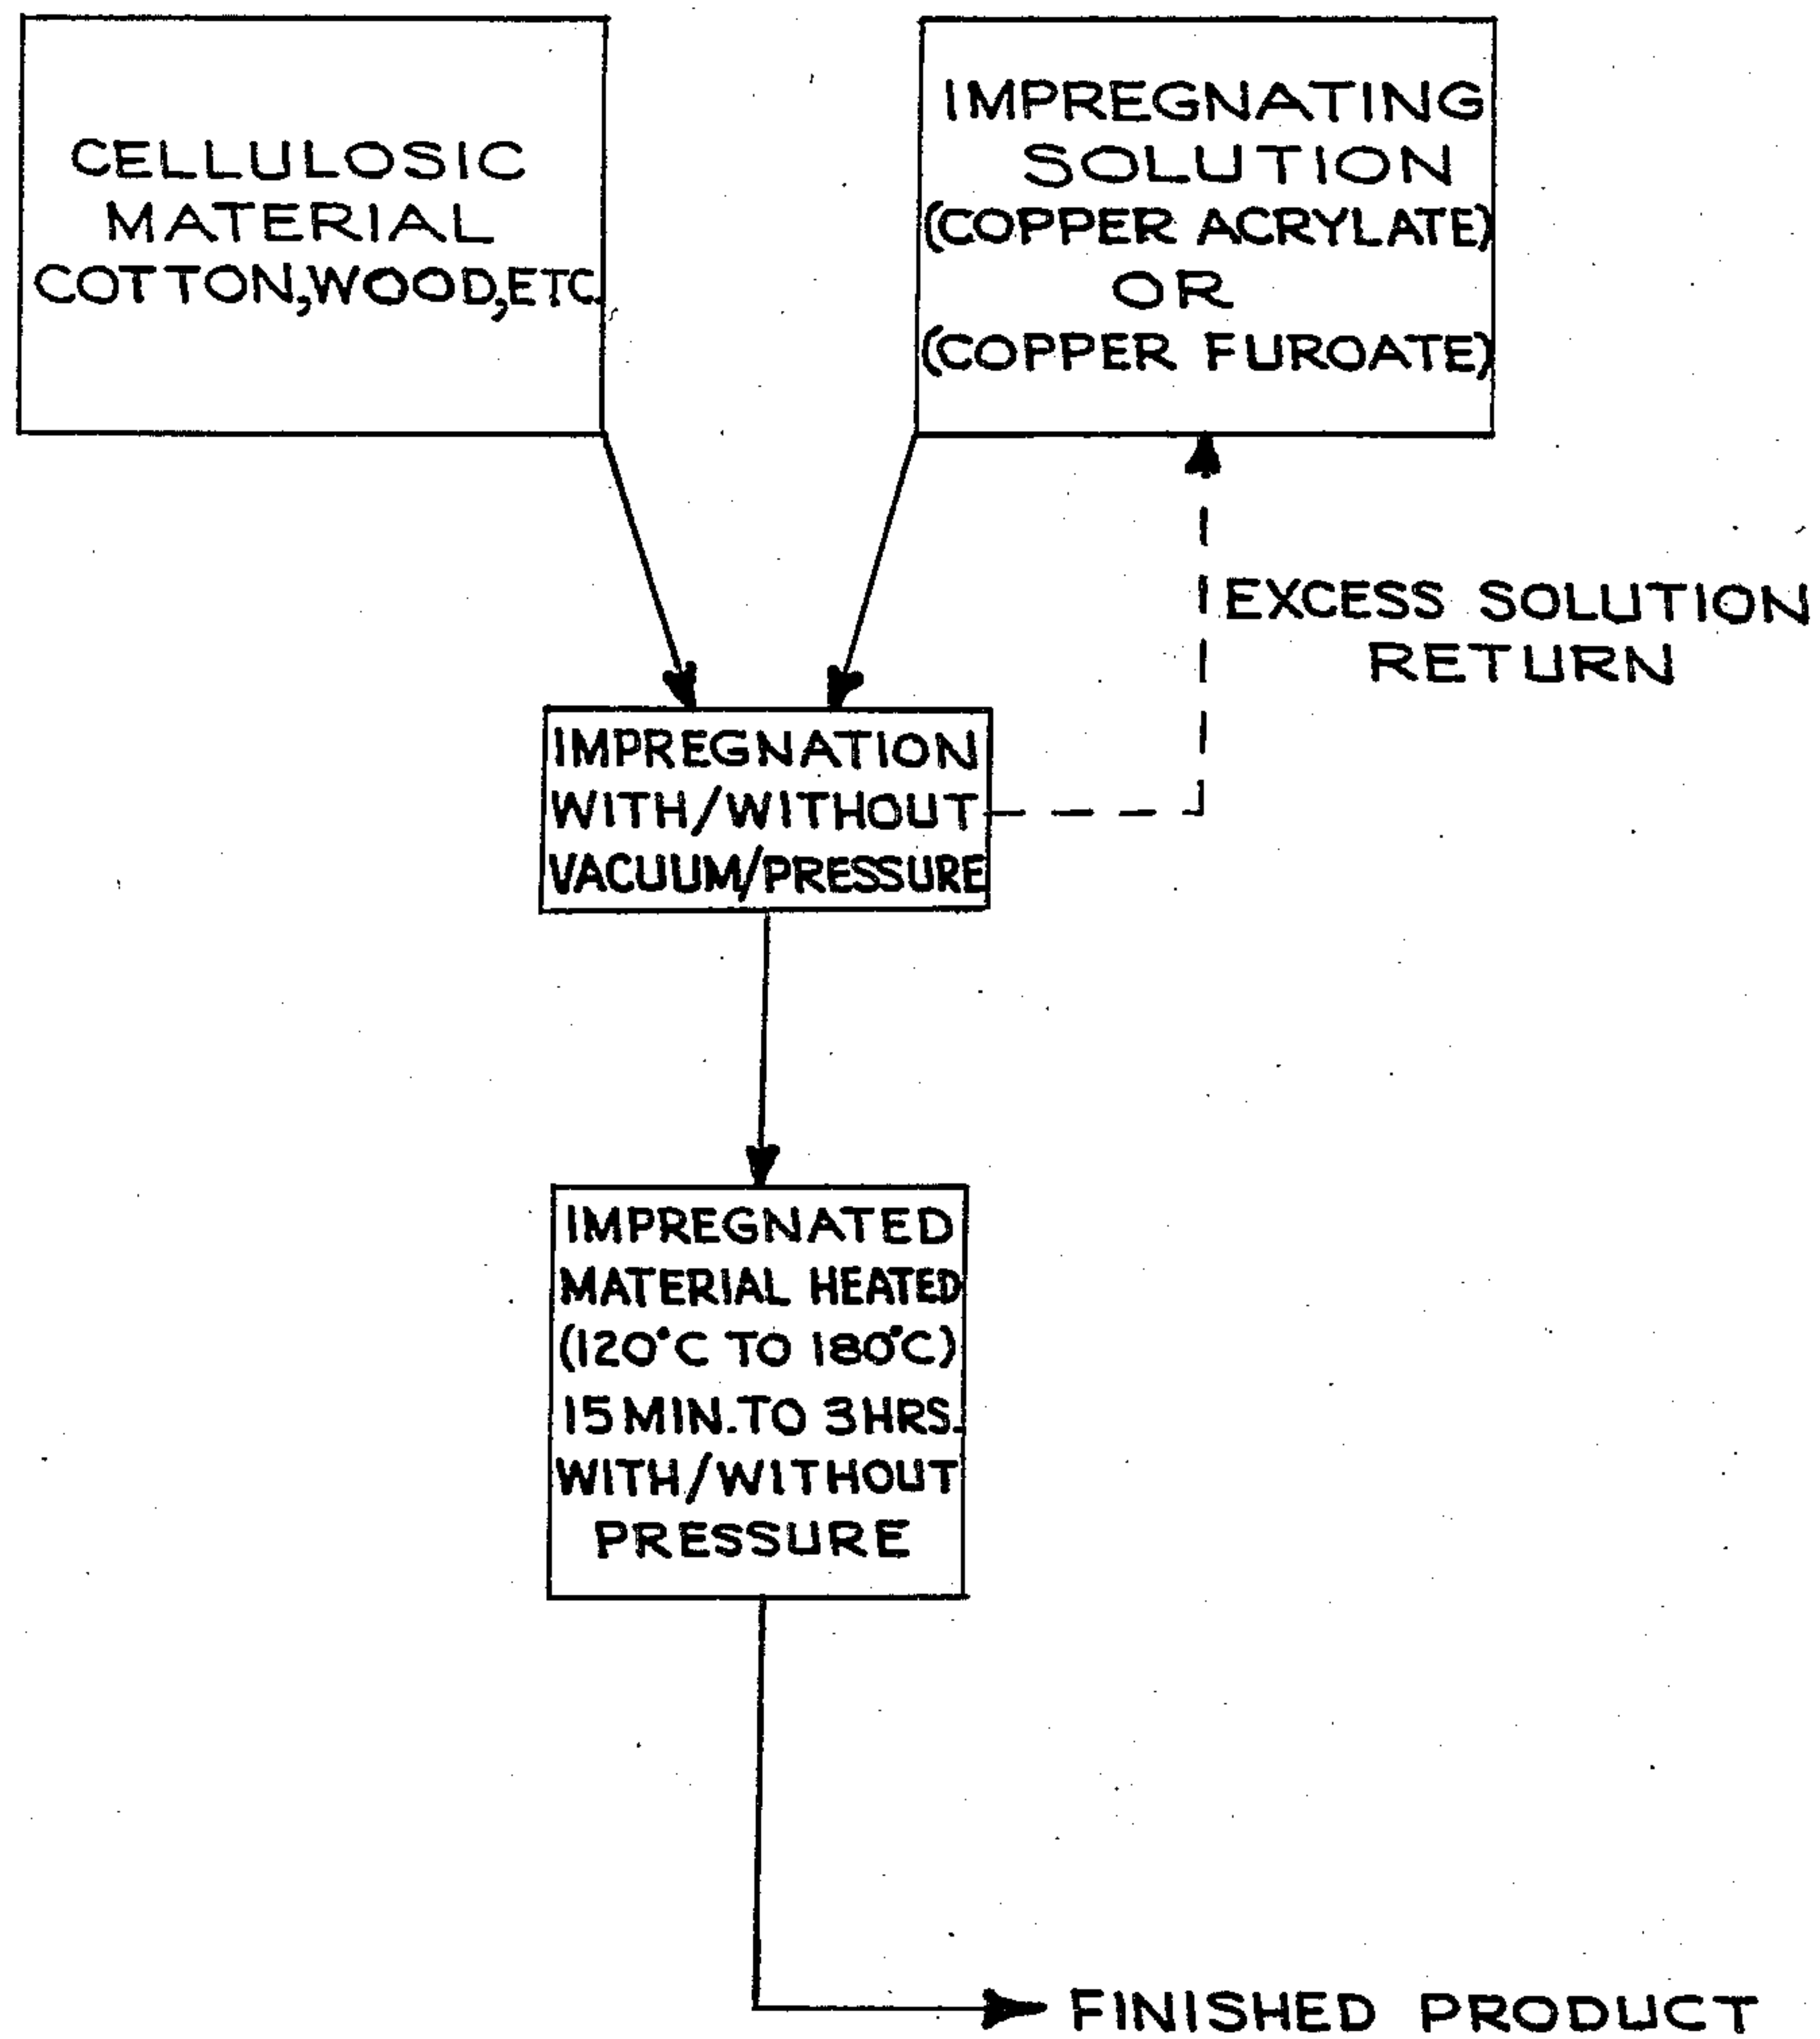 CELLULOSIC
MATERIAL
COTTON,WOOD,ETC.
IMPREGNATING
SOLUTION
(COPPER ACRYLATE)
OR
(COPPER FUROATE)
EXCESS SOLUTION
RETURN
IMPREGNATION
WITH/WITHOUT
VACUUM/PRESSURE
IMPREGNATED
MATERIAL HEATED
(120°C TO 180°C)
15 MIN. TO 3 HRS.
WITH/WITHOUT
PRESSURE
FINISHED PRODUCT